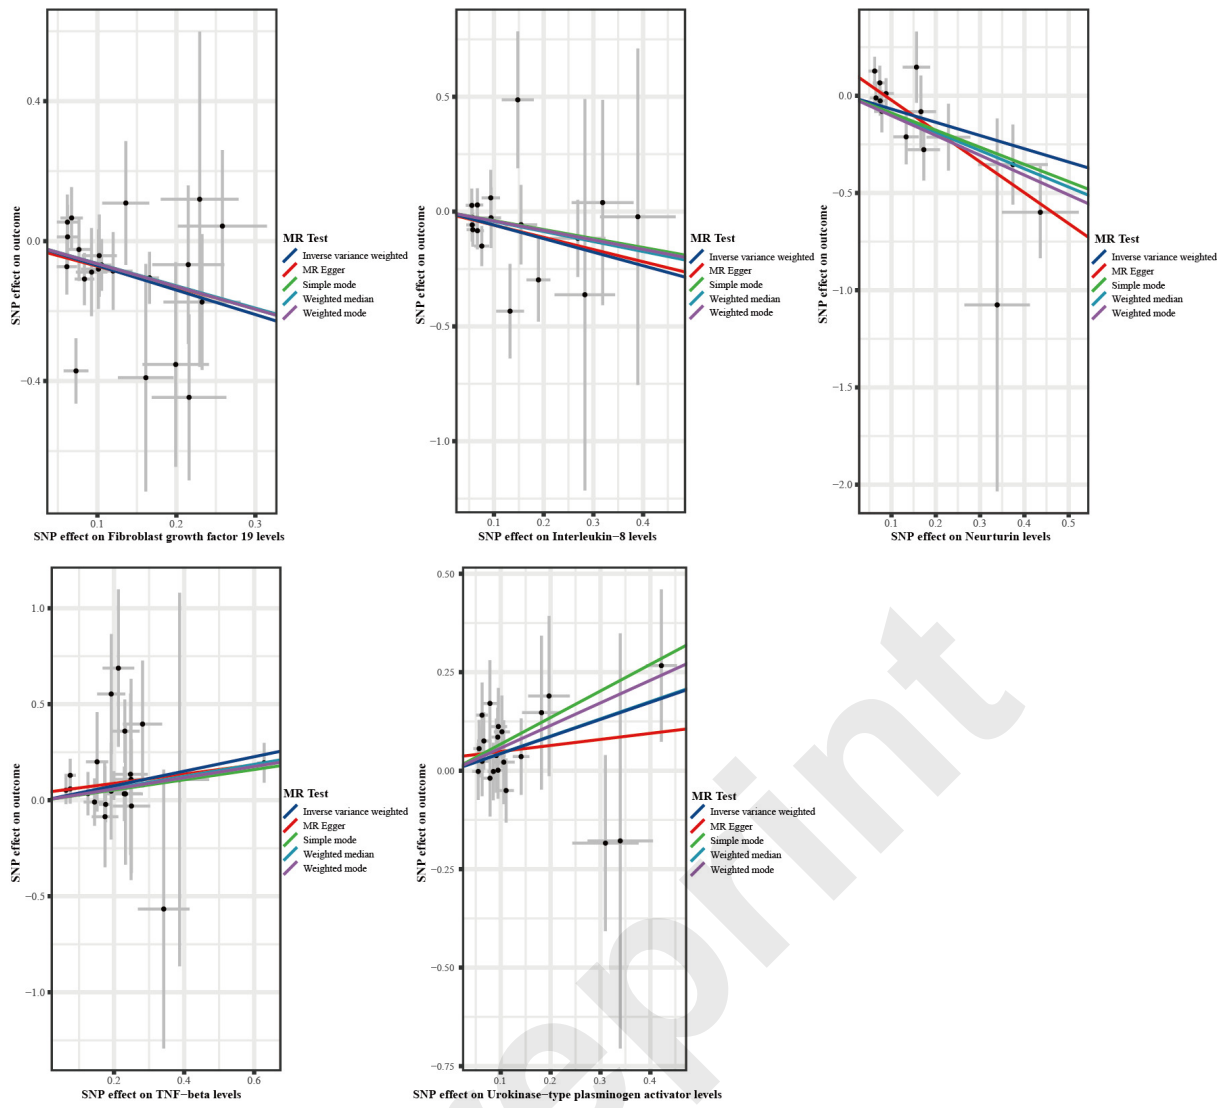 0.4
0.0
−0.4
0.1
0.2
0.3
SNP effect on outcome
SNP effect on Fibroblast growth factor 19 levels
MR Test
Inverse variance weighted
MR Egger
Simple mode
Weighted median
Weighted mode
0.5
0.0
−0.5
−1.0
0.1
0.2
0.3
0.4
SNP effect on outcome
SNP effect on Interleukin−8 levels
MR Test
Inverse variance weighted
MR Egger
Simple mode
Weighted median
Weighted mode
0.0
−0.5
−1.0
−1.5
−2.0
0.1
0.2
0.3
0.4
0.5
SNP effect on outcome
SNP effect on Neurturin levels
MR Test
Inverse variance weighted
MR Egger
Simple mode
Weighted median
Weighted mode
1.0
0.5
0.0
−0.5
−1.0
0.2
0.4
0.6
SNP effect on outcome
SNP effect on TNF−beta levels
MR Test
Inverse variance weighted
MR Egger
Simple mode
Weighted median
Weighted mode
0.50
0.25
0.00
−0.25
−0.50
−0.75
0.1
0.2
0.3
0.4
SNP effect on outcome
SNP effect on Urokinase−type plasminogen activator levels
MR Test
Inverse variance weighted
MR Egger
Simple mode
Weighted median
Weighted mode
eprint